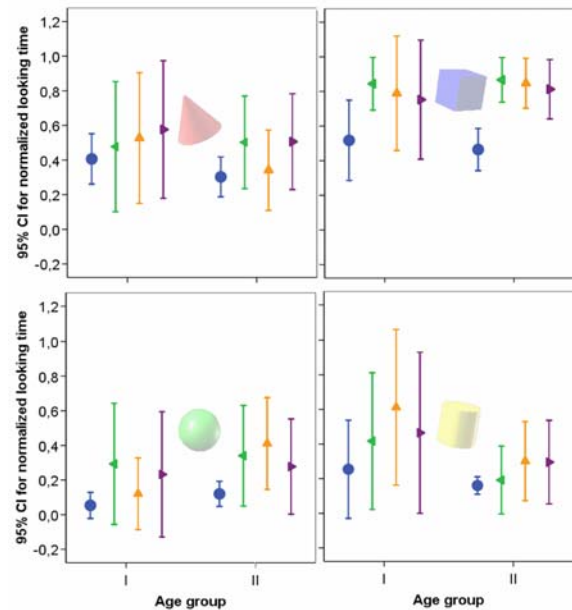 95% CI for normalized looking time
1,2
1,0
0,8
0,6
0,4
0,2
0,0
-0,2
95% CI for normalized looking time
1,2
1,0
0,8
0,6
0,4
0,2
0,0
-0,2
I
II
I
II
Age group
Age group